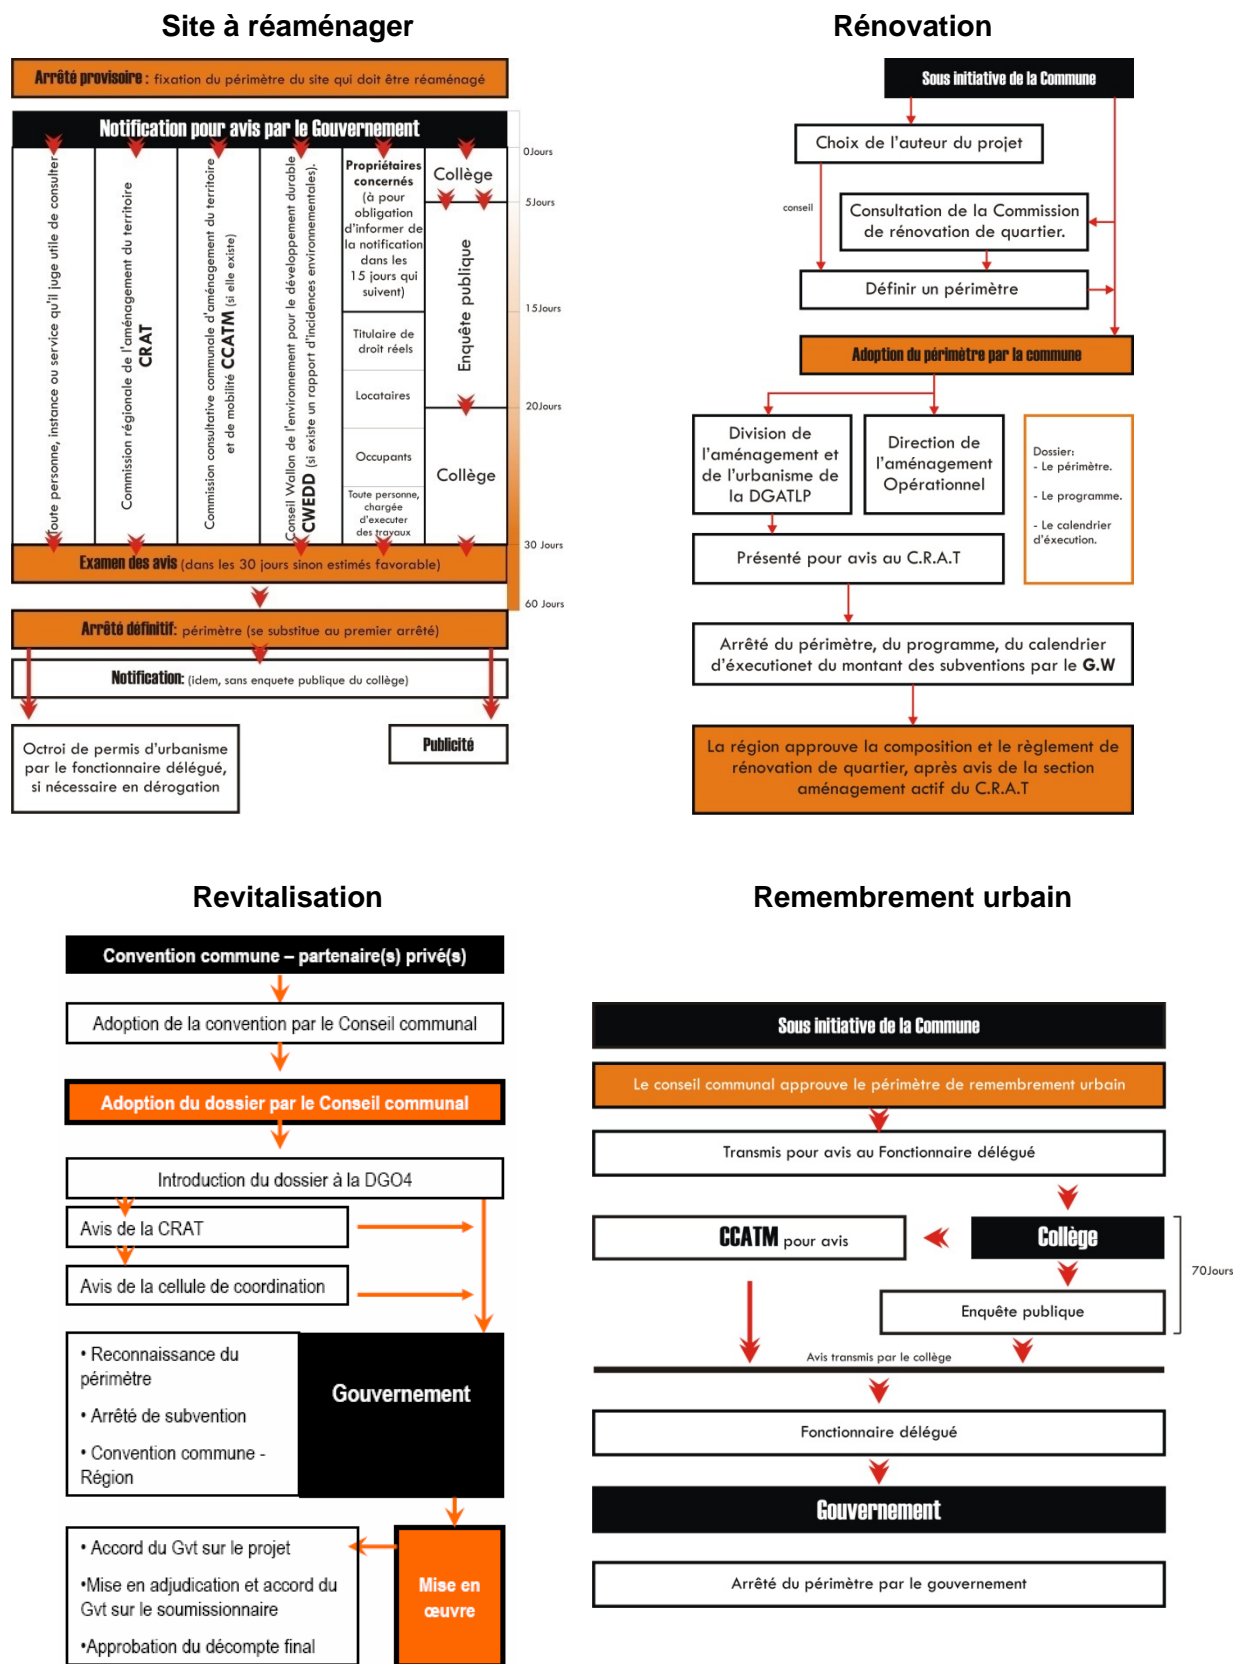 Site à réaménager
Arrêté provisoire : fixation du périmètre du site qui doit être réaménagé
Notification pour avis par le Gouvernement
Toute personne, instance ou service qu'il juge utile de consulter
Commission régionale de l'aménagement du territoire
CRAT
Commission consultative communale d'aménagement du territoire
et de mobilité CCATM (si elle existe)
Conseil Wallon de l'environnement pour le développement durable
CWEDD (si existe un rapport d'incidences environnementales).
Propriétaires
concernés
(à pour
obligation
d'informer de
la notification
dans les
15 jours qui
suivent)
Titulaire de
droit réels
Locataires
Occupants
Toute personne,
chargée
d'executer
des travaux
Collège
Enquête publique
Collège
0Jours
5Jours
15Jours
20Jours
30 Jours
60 Jours
Examen des avis (dans les 30 jours sinon estimés favorable)
Arrêté définitif: périmètre (se substitue au premier arrêté)
Notification: (idem, sans enquete publique du collège)
Octroi de permis d'urbanisme
par le fonctionnaire délégué,
si nécessaire en dérogation
Publicité
Rénovation
Sous initiative de la Commune
Choix de l'auteur du projet
conseil
Consultation de la Commission
de rénovation de quartier.
Définir un périmètre
Adoption du périmètre par la commune
Division de
l'aménagement et
de l'urbanisme de
la DGATLP
Direction de
l'aménagement
Opérationnel
Dossier:
- Le périmètre.
- Le programme.
- Le calendrier
d'éxecution.
Présenté pour avis au C.R.A.T
Arrêté du périmètre, du programme, du calendrier
d'éxecutionet du montant des subventions par le G.W
La région approuve la composition et le règlement de
rénovation de quartier, après avis de la section
aménagement actif du C.R.A.T
Revitalisation
Convention commune – partenaire(s) privé(s)
Adoption de la convention par le Conseil communal
Adoption du dossier par le Conseil communal
Introduction du dossier à la DGO4
Avis de la CRAT
Avis de la cellule de coordination
• Reconnaissance du
périmètre
• Arrêté de subvention
• Convention commune -
Région
Gouvernement
• Accord du Gvt sur le projet
•Mise en adjudication et accord du
Gvt sur le soumissionnaire
•Approbation du décompte final
Mise en
œuvre
Remembrement urbain
Sous initiative de la Commune
Le conseil communal approuve le périmètre de remembrement urbain
Transmis pour avis au Fonctionnaire délégué
CCATM pour avis
Collège
70Jours
Enquête publique
Avis transmis par le collège
Fonctionnaire délégué
Gouvernement
Arrêté du périmètre par le gouvernement